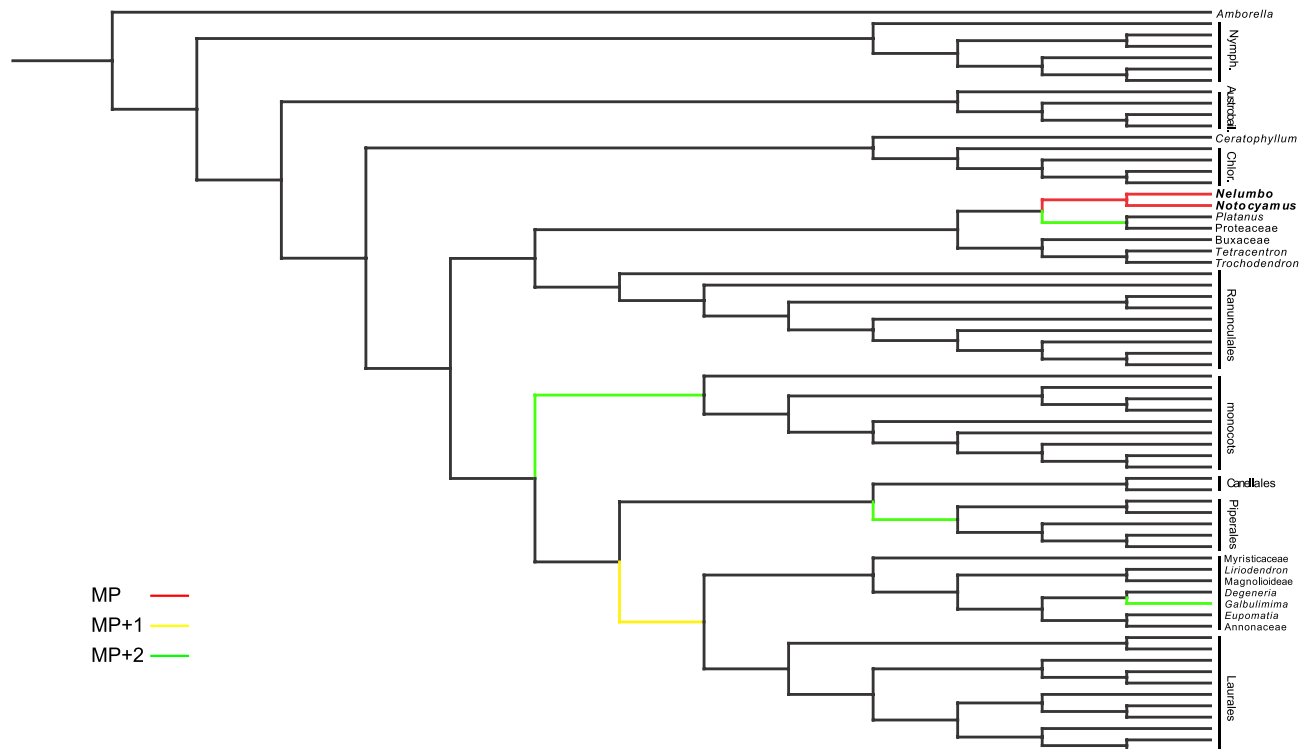 Amborella
Nymph.
Austrobail.
Ceratophyllum
Chlor.
Nelumbo
Notocyamus
Platanus
Proteaceae
Buxaceae
Tetracentron
Trochodendron
Ranunculales
monocots
Canellales
Piperales
Myristicaceae
Liriodendron
Magnolioideae
Degeneria
Galbulimima
Eupomatia
Annonaceae
Laurales
MP
MP+1
MP+2